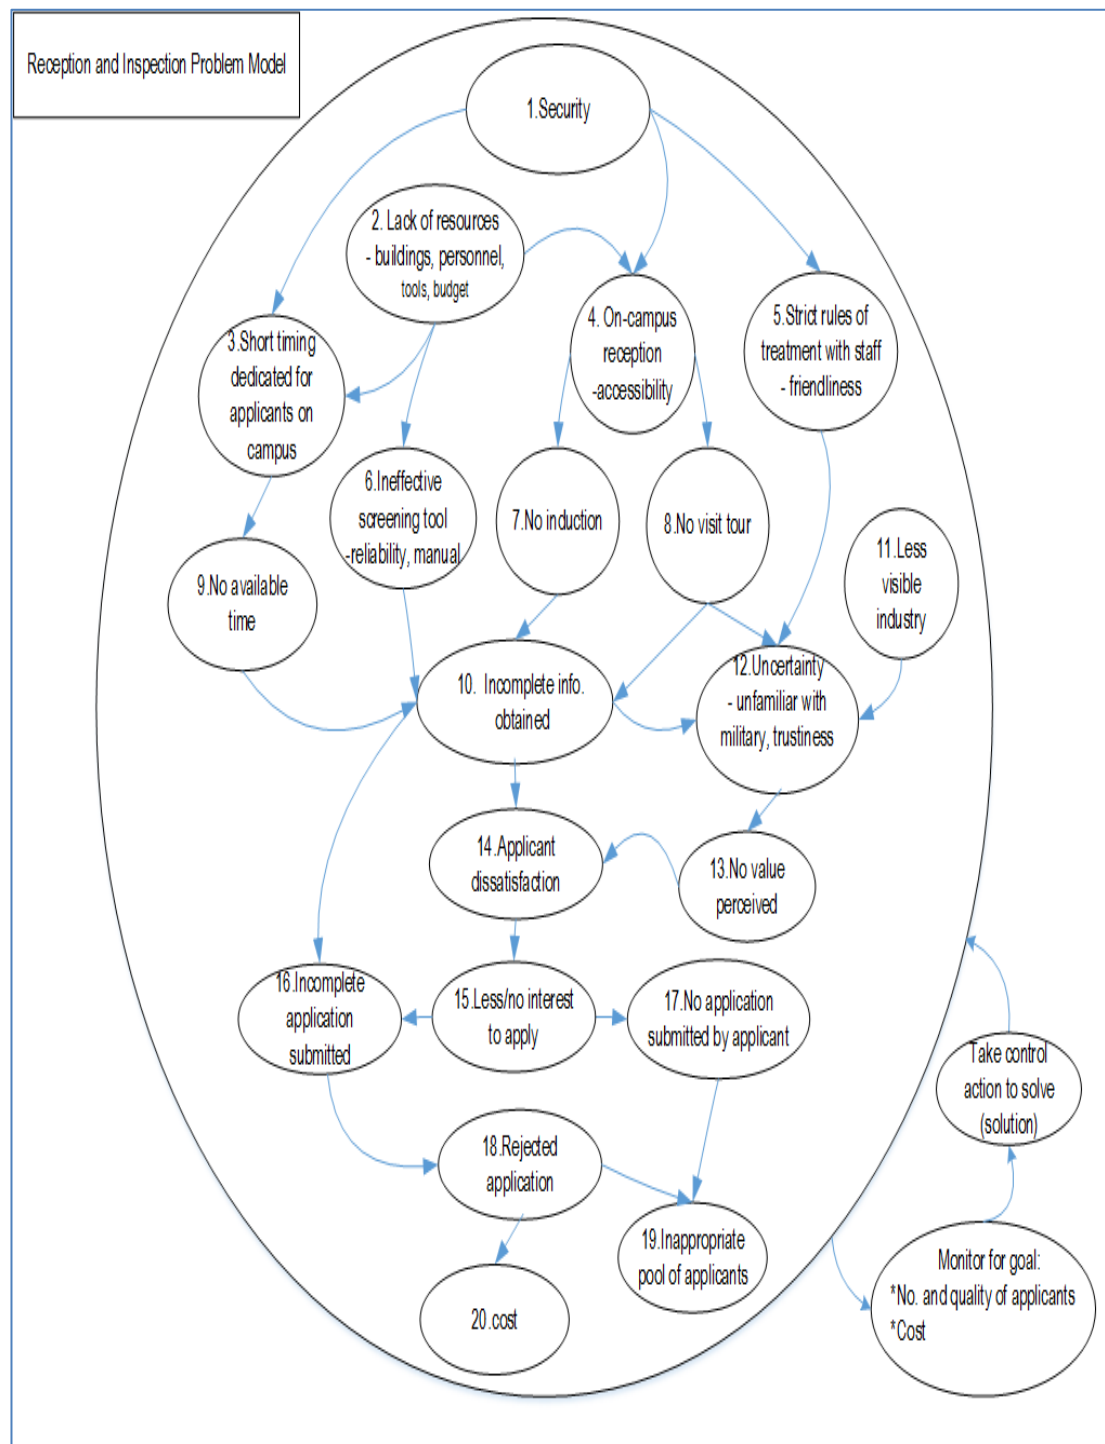 Reception and Inspection Problem Model
1.Security
2. Lack of resources
- buildings, personnel,
tools, budget
3.Short timing
dedicated for
applicants on
campus
4. On-campus
reception
-accessibility
5.Strict rules of
treatment with staff
- friendliness
6.Ineffective
screening tool
-reliability, manual
7.No induction
8.No visit tour
11.Less
visible
industry
9.No available
time
10. Incomplete info.
obtained
12.Uncertainty
- unfamiliar with
military, trustiness
14.Applicant
dissatisfaction
13.No value
perceived
16.Incomplete
application
submitted
15.Less/no interest
to apply
17.No application
submitted by applicant
Take control
action to solve
(solution)
18.Rejected
application
19.Inappropriate
pool of applicants
Monitor for goal:
*No. and quality of applicants
*Cost
20.cost